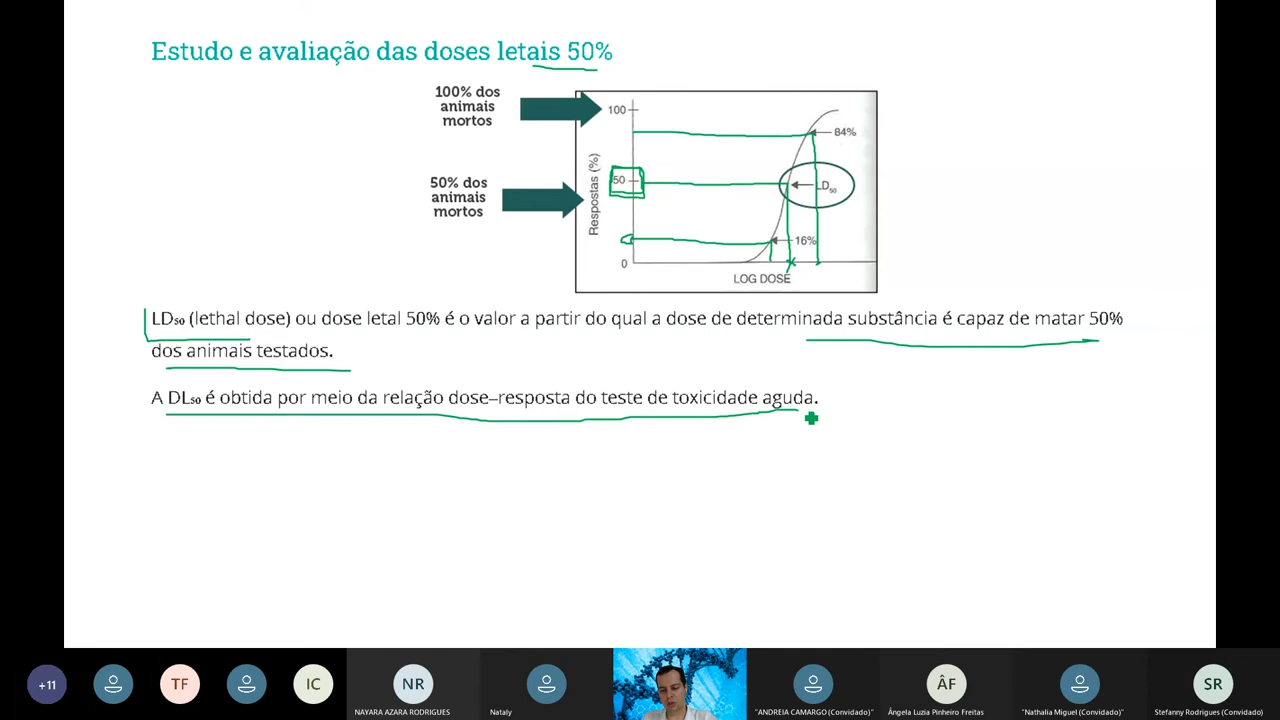 Estudo e avaliação das doses letais 50%
100% dos
animais
mortos
50% dos
animais
mortos
Respostas (%)
100
50
0
84%
LD₅₀
16%
LOG DOSE
LD₅₀ (lethal dose) ou dose letal 50% é o valor a partir do qual a dose de determinada substância é capaz de matar 50%
dos animais testados.
A DL₅₀ é obtida por meio da relação dose–resposta do teste de toxicidade aguda.
+11
TF
IC
NR
NAYARA AZARA RODRIGUES
Nataly
"ANDREIA CAMARGO (Convidado)"
ÂF
Ângela Luzia Pinheiro Freitas
"Nathalia Miguel (Convidado)"
SR
Stefanny Rodrigues (Convidado)